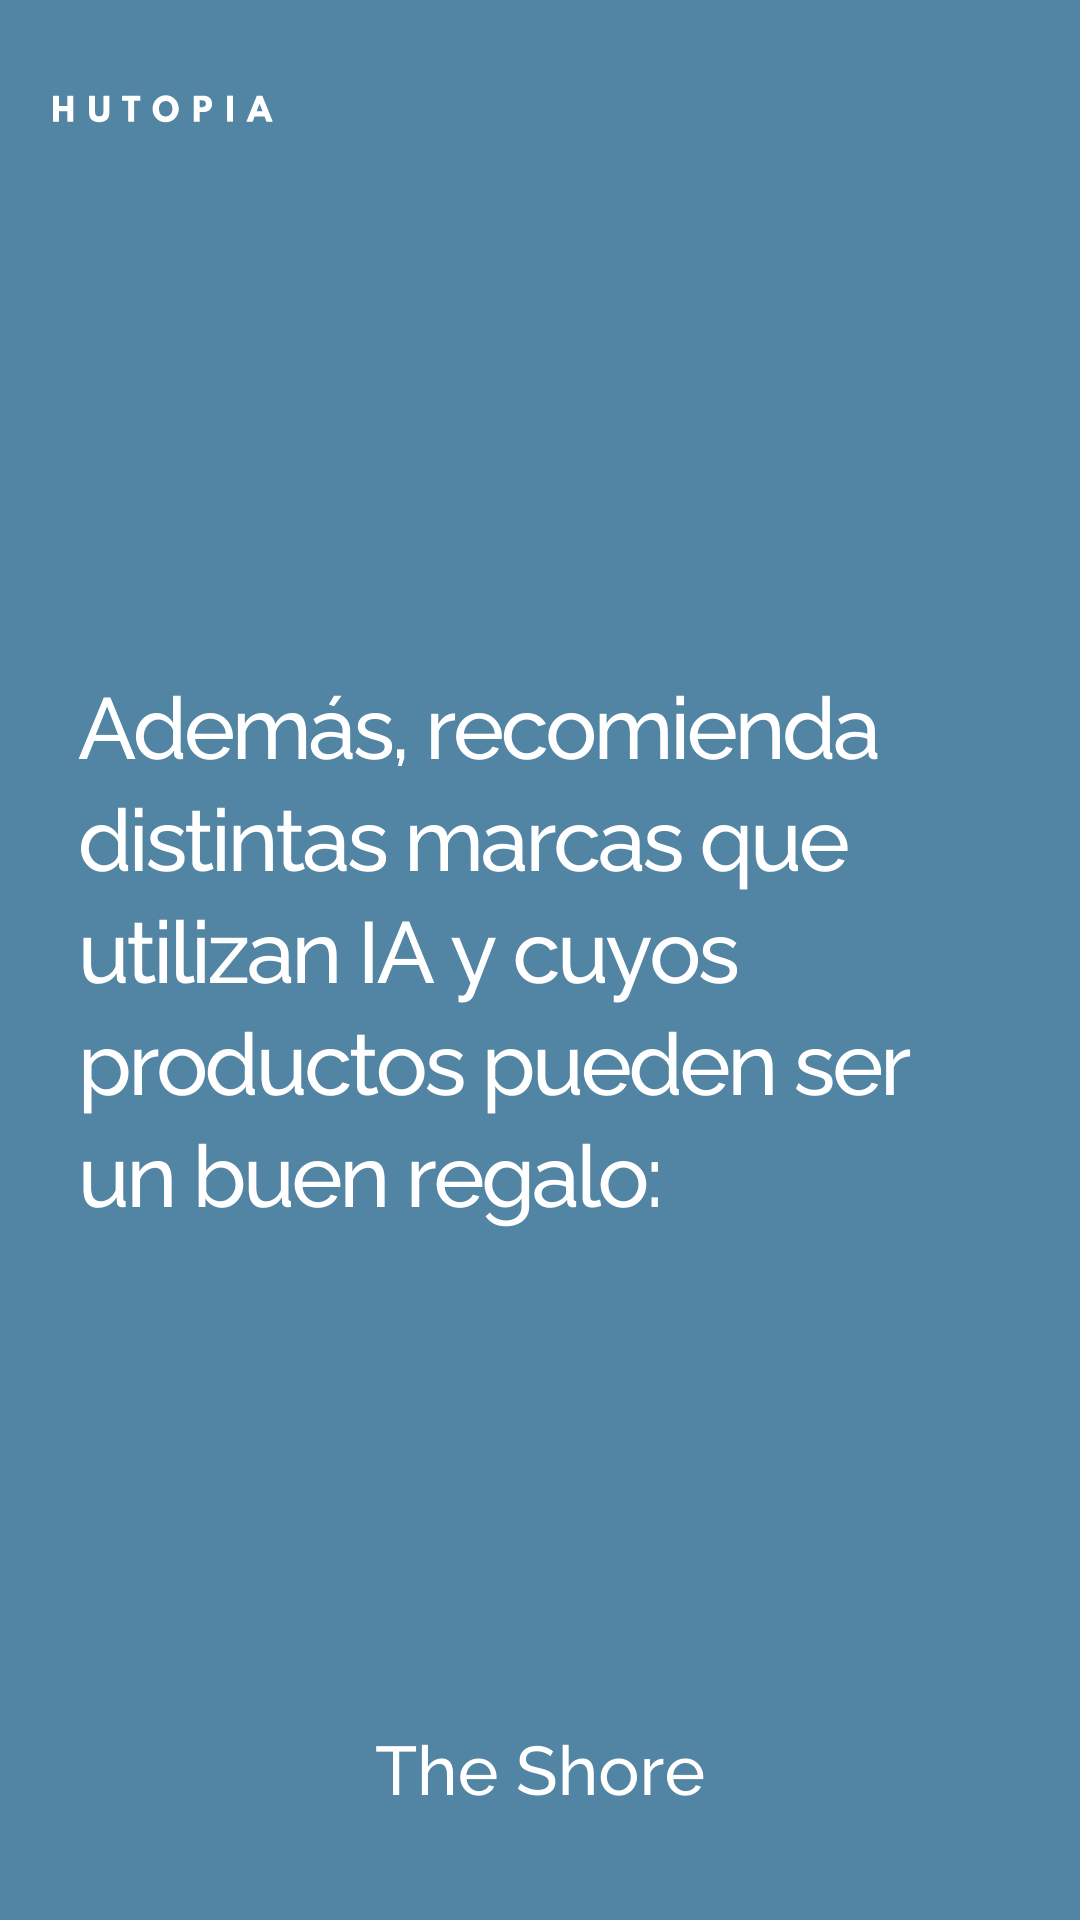 HUTOPIA
Además, recomienda
distintas marcas que
utilizan IA y cuyos
productos pueden ser
un buen regalo:
The Shore